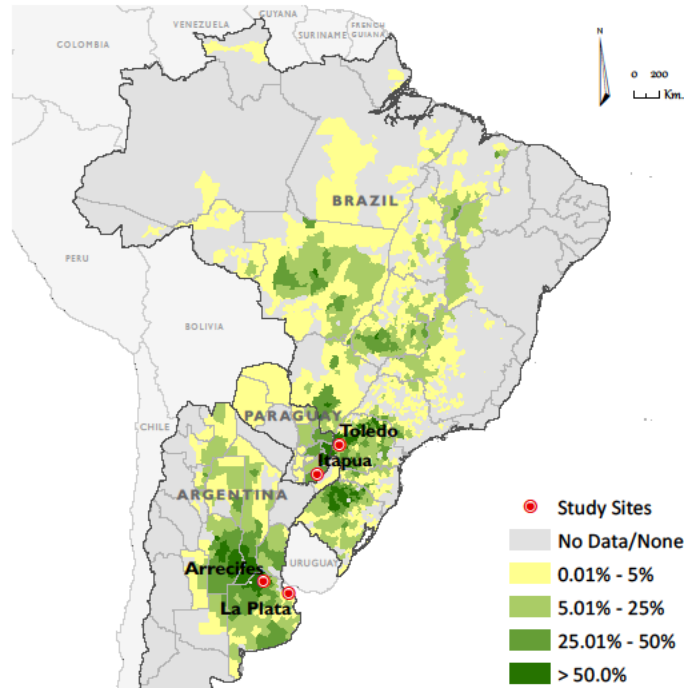 GUYANA
VENEZUELA
SURINAME
FRENCH
GUIANA
COLOMBIA
N
0 200
Km.
BRAZIL
PERU
BOLIVIA
PARAGUAY
CHILE
Toledo
Itapua
ARGENTINA
Study Sites
No Data/None
URUGUAY
Arrecifes
0.01% - 5%
La Plata
5.01% - 25%
25.01% - 50%
> 50.0%